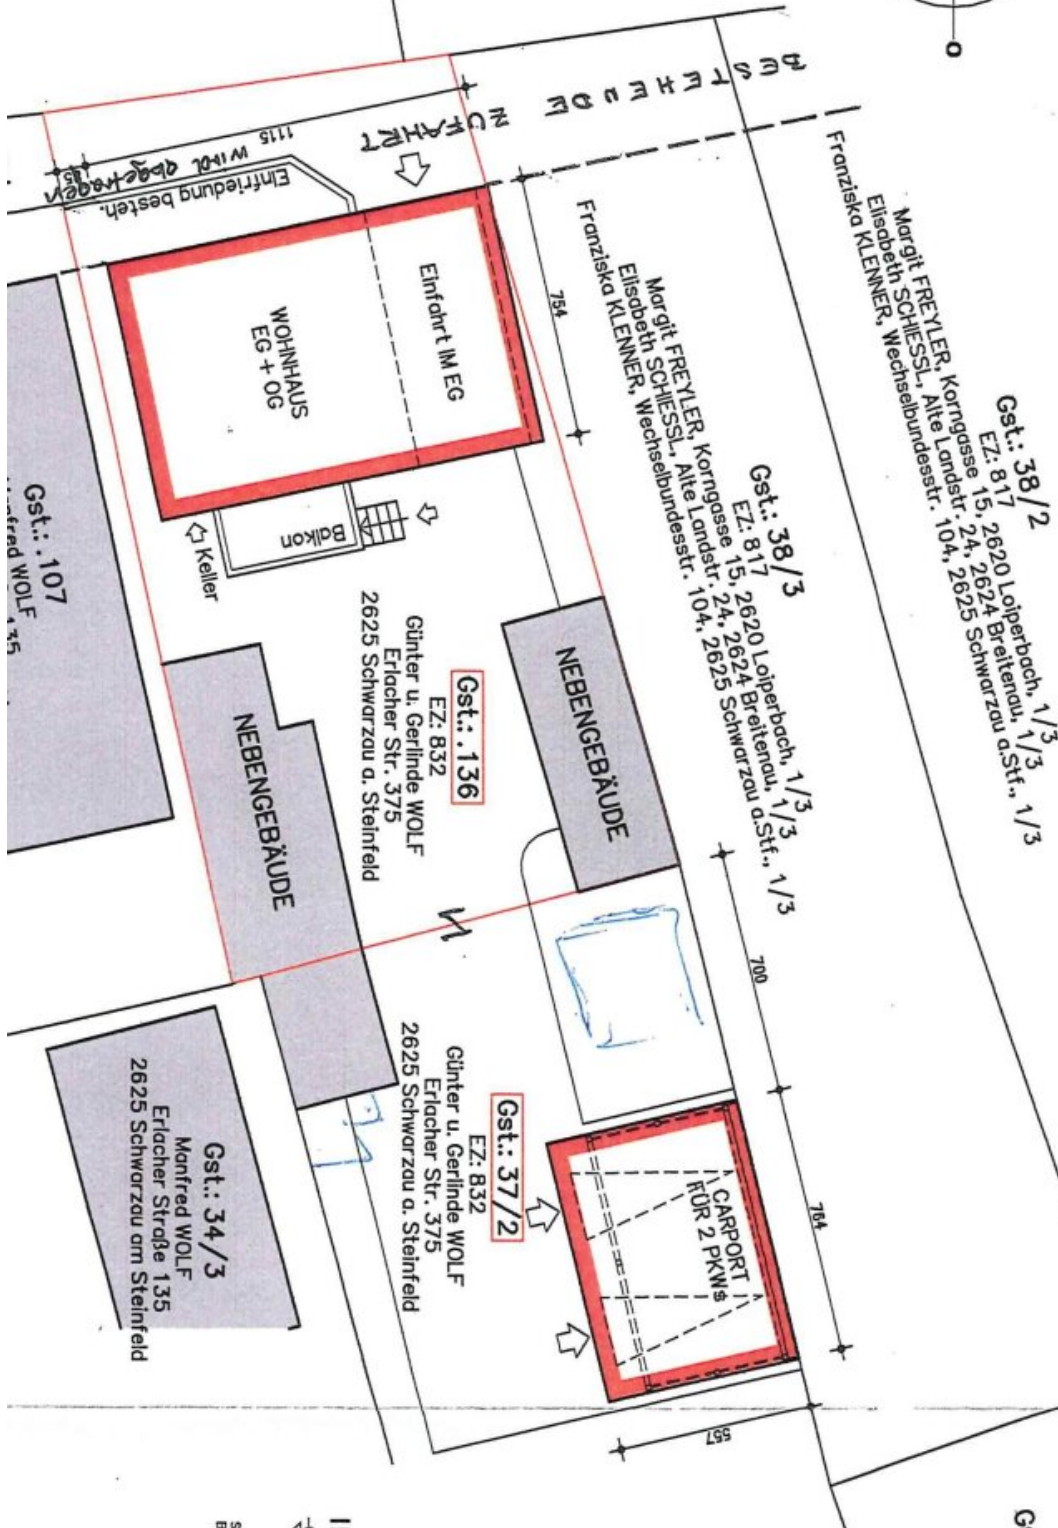 O
BESTEHENDE
ZUFAHRT
1115
85
wird abgetragen
Einfriedung besteh.
754
Einfahrt IM EG
WOHNHAUS
EG + OG
Balkon
Keller
Gst.: 38/2
EZ: 817
Margit FREYLER, Korngasse 15, 2620 Loiperbach, 1/3
Elisabeth SCHIESSL, Alte Landstr. 24, 2624 Breitenau, 1/3
Franziska KLENNER, Wechselbundesstr. 104, 2625 Schwarzau a.Stf., 1/3
Gst.: 38/3
EZ: 817
Margit FREYLER, Korngasse 15, 2620 Loiperbach, 1/3
Elisabeth SCHIESSL, Alte Landstr. 24, 2624 Breitenau, 1/3
Franziska KLENNER, Wechselbundesstr. 104, 2625 Schwarzau a.Stf., 1/3
Gst.: .107
WOLF
135
NEBENGEBÄUDE
Gst.: .136
EZ: 832
Günter u. Gerlinde WOLF
Erlacher Str. 375
2625 Schwarzau a. Steinfeld
NEBENGEBÄUDE
700
Gst.: 37/2
EZ: 832
Günter u. Gerlinde WOLF
Erlacher Str. 375
2625 Schwarzau a. Steinfeld
CARPORT
FÜR 2 PKWs
764
557
Gst.: 34/3
Manfred WOLF
Erlacher Straße 135
2625 Schwarzau am Steinfeld